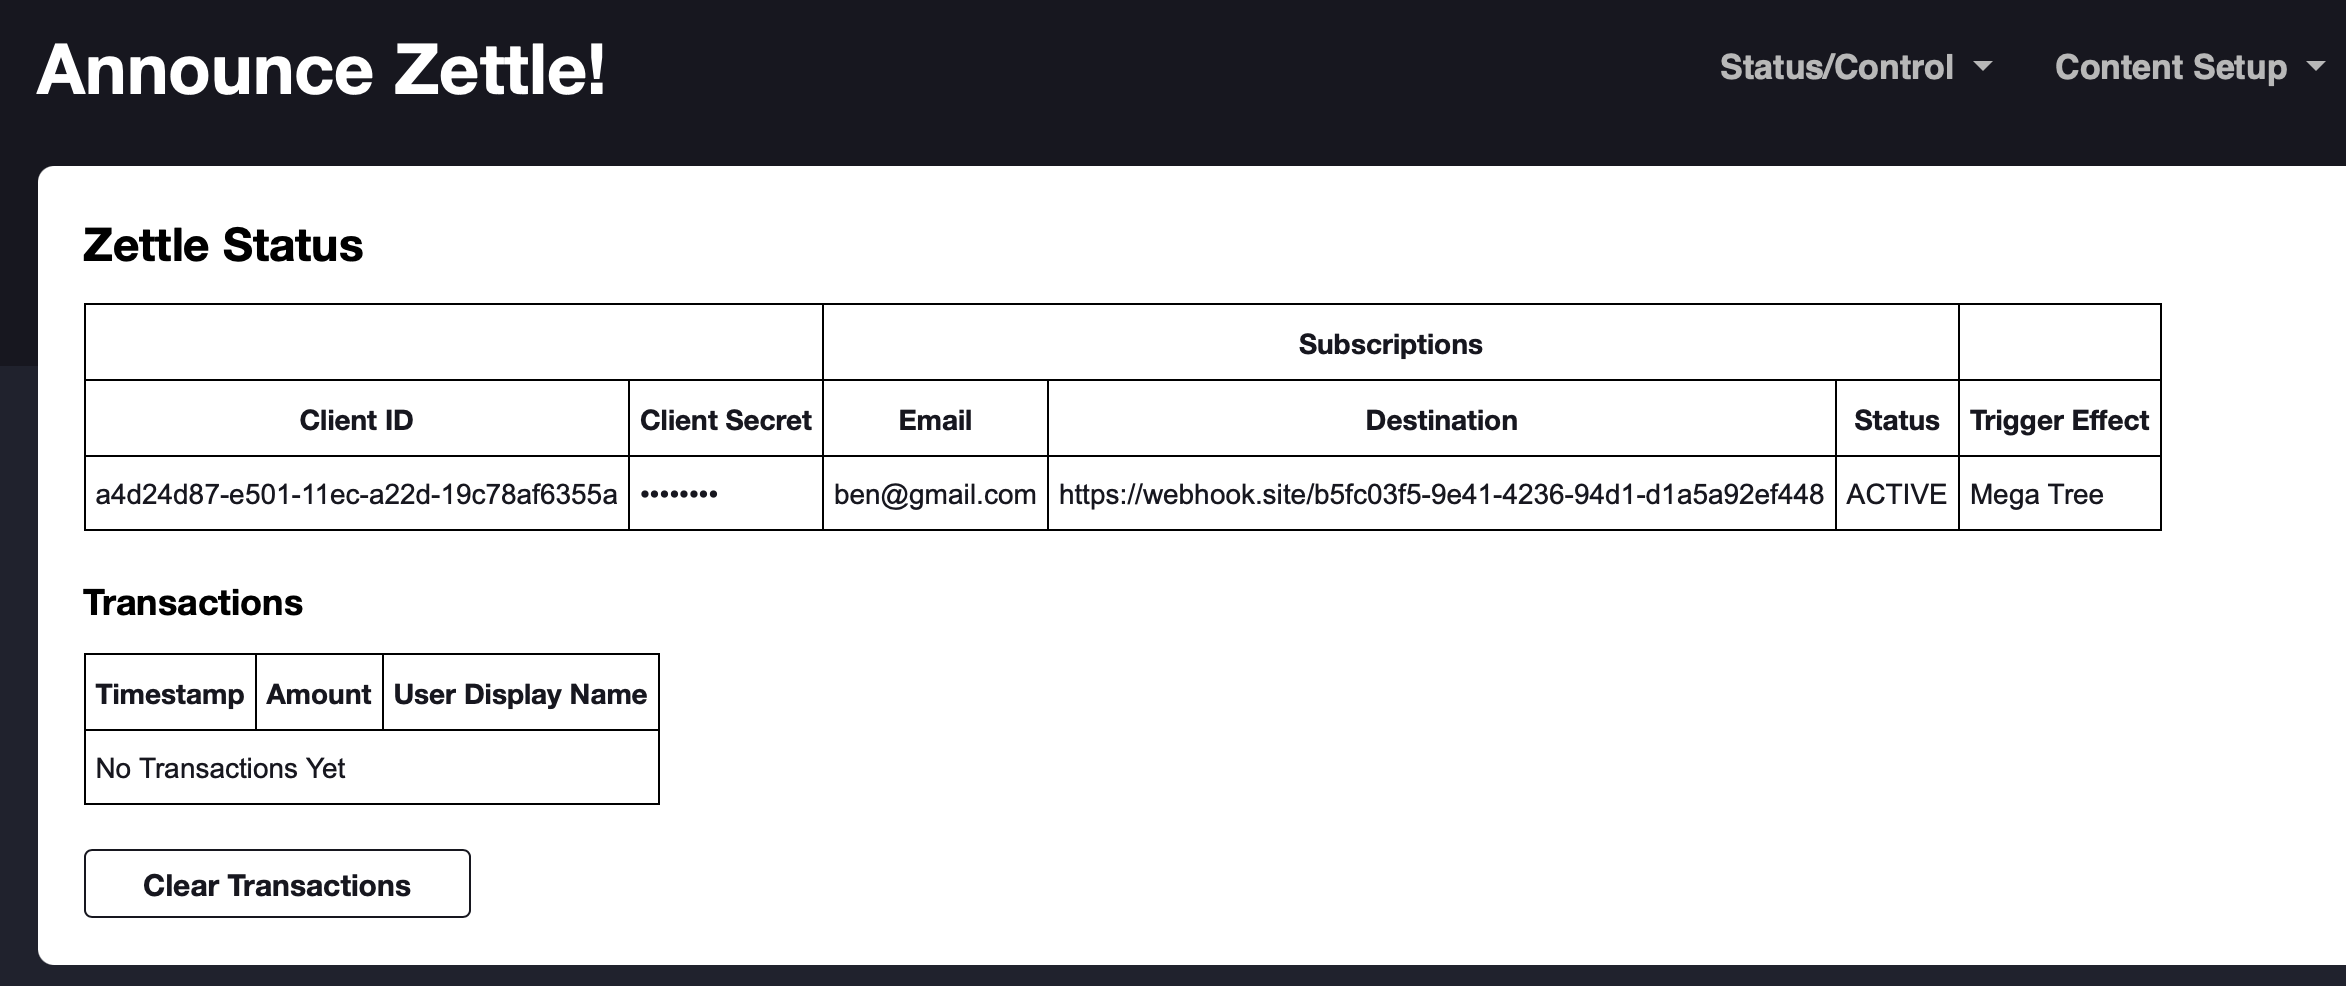 Announce Zettle!
Status/Control
Content Setup
Zettle Status
Subscriptions
Client ID Client Secret Email Destination Status Trigger Effect
a4d24d87-e501-11ec-a22d-19c78af6355a •••••••• ben@gmail.com https://webhook.site/b5fc03f5-9e41-4236-94d1-d1a5a92ef448 ACTIVE Mega Tree
Transactions
Timestamp Amount User Display Name
No Transactions Yet
Clear Transactions